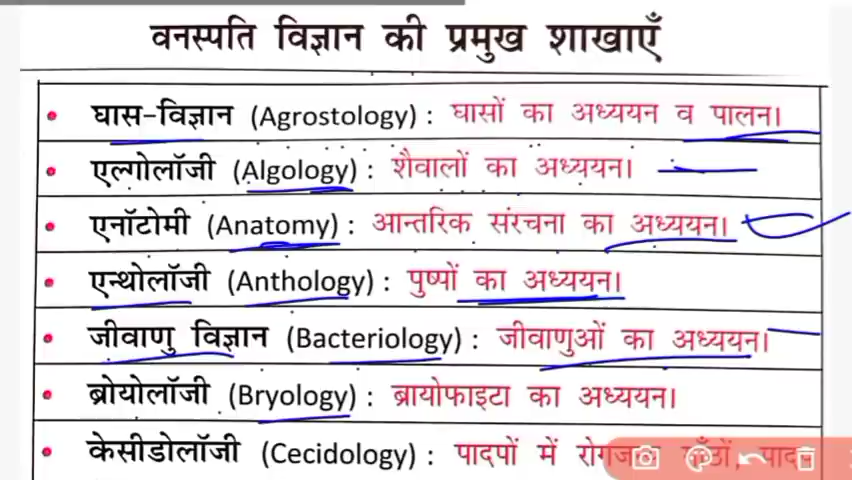 वनस्पति विज्ञान की प्रमुख शाखाएँ
• घास-विज्ञान (Agrostology) : घासों का अध्ययन व पालन।
• एल्गोलॉजी (Algology) : शैवालों का अध्ययन।
• एनॉटोमी (Anatomy) : आन्तरिक संरचना का अध्ययन।
• एन्थोलॉजी (Anthology) : पुष्पों का अध्ययन।
• जीवाणु विज्ञान (Bacteriology) : जीवाणुओं का अध्ययन।
• ब्रोयोलॉजी (Bryology) : ब्रायोफाइटा का अध्ययन।
• केसीडोलॉजी (Cecidology) : पादपों में